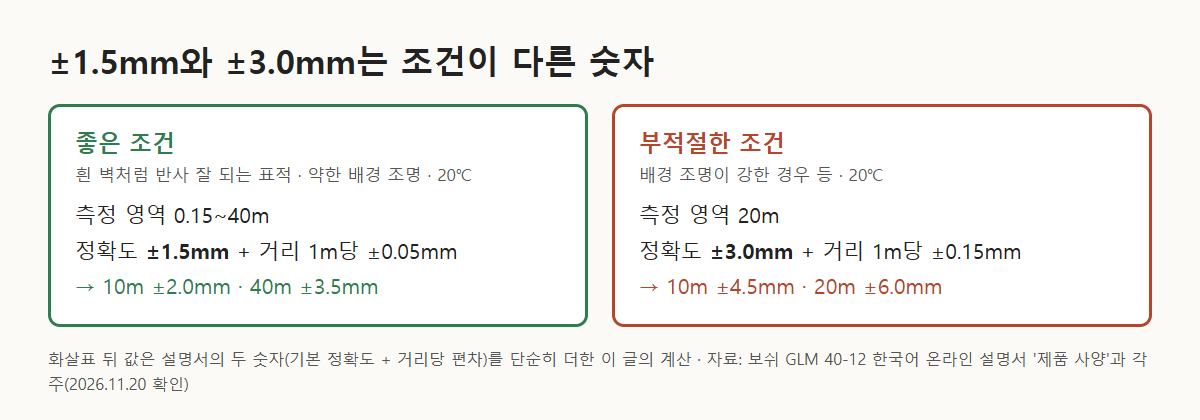 ±1.5mm와 ±3.0mm는 조건이 다른 숫자
좋은 조건
흰 벽처럼 반사 잘 되는 표적 · 약한 배경 조명 · 20℃
측정 영역 0.15~40m
정확도 ±1.5mm + 거리 1m당 ±0.05mm
→ 10m ±2.0mm · 40m ±3.5mm
부적절한 조건
배경 조명이 강한 경우 등 · 20℃
측정 영역 20m
정확도 ±3.0mm + 거리 1m당 ±0.15mm
→ 10m ±4.5mm · 20m ±6.0mm
화살표 뒤 값은 설명서의 두 숫자(기본 정확도 + 거리당 편차)를 단순히 더한 이 글의 계산 · 자료: 보쉬 GLM 40-12 한국어 온라인 설명서 '제품 사양'과 각
주(2026.11.20 확인)